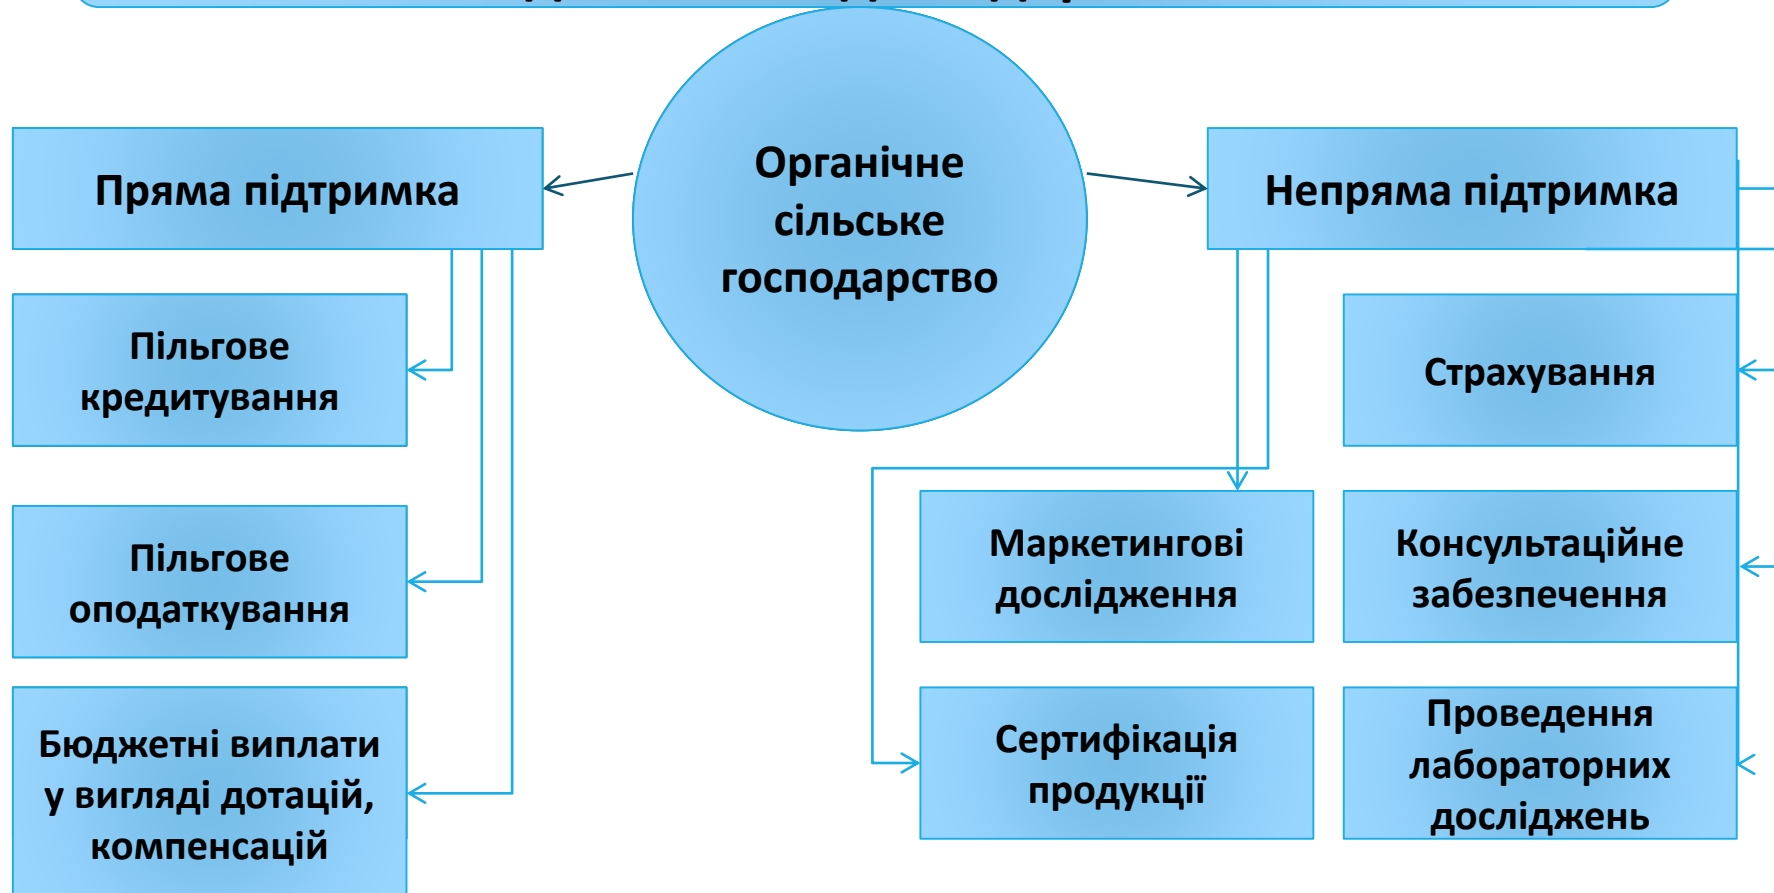 Органічне
сільське
господарство
Пряма підтримка
Непряма підтримка
Пільгове
кредитування
Страхування
Пільгове
оподаткування
Маркетингові
дослідження
Консультаційне
забезпечення
Бюджетні виплати
у вигляді дотацій,
компенсацій
Сертифікація
продукції
Проведення
лабораторних
досліджень